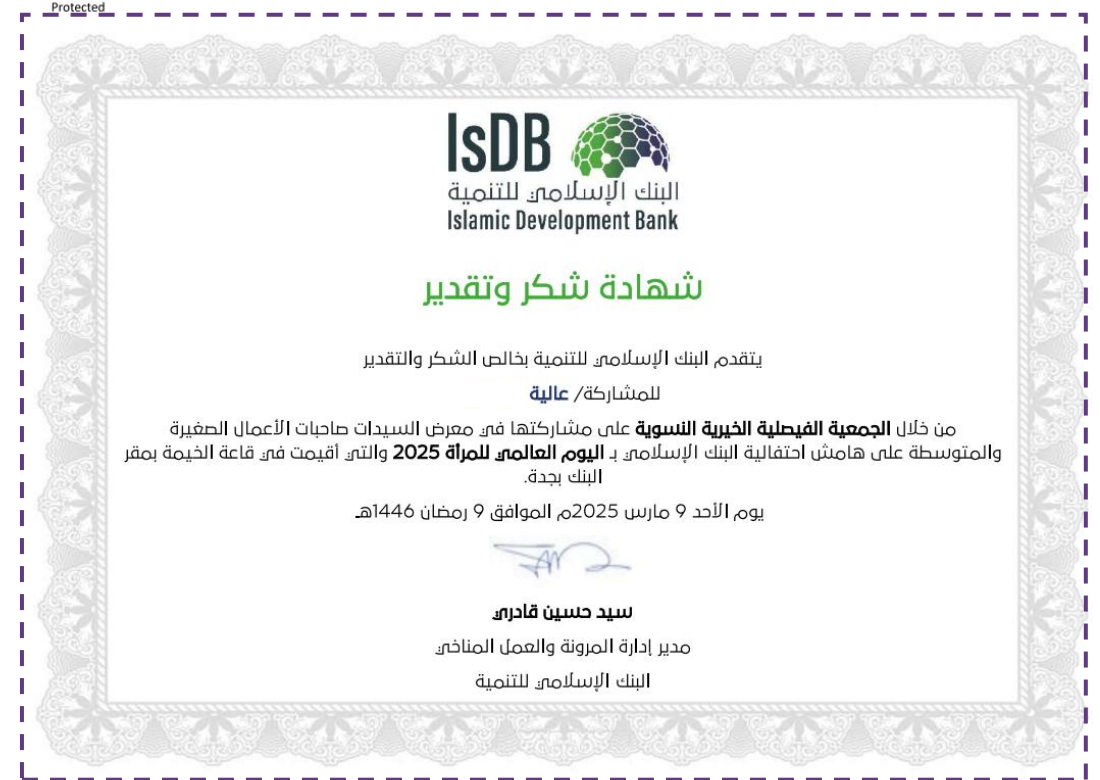 Protected
IsDB
البنك الإسلامي للتنمية
Islamic Development Bank
شهادة شكر وتقدير
يتقدم البنك الإسلامي للتنمية بخالص الشكر والتقدير
للمشاركة/ عالية
من خلال الجمعية الفيصلية الخيرية النسوية على مشاركتها في معرض السيدات صاحبات الأعمال الصغيرة
والمتوسطة على هامش احتفالية البنك الإسلامي بـ اليوم العالمي للمرأة 2025 والتي أقيمت في قاعة الخيمة بمقر
البنك بجدة.
يوم الأحد 9 مارس 2025م الموافق 9 رمضان 1446هـ
سيد حسين قادري
مدير إدارة المرونة والعمل المناخي
البنك الإسلامي للتنمية